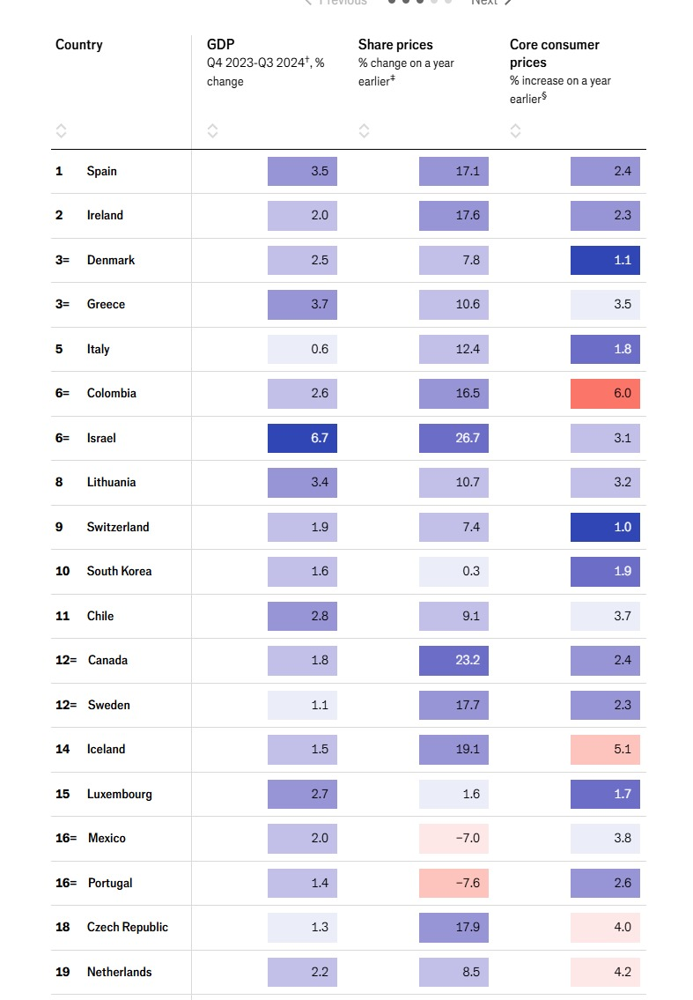 Previous Next
Country GDP Share prices Core consumer
prices
Q4 2023-Q3 2024†, %
change
% change on a year
earlier‡
% increase on a year
earlier§
1 Spain 3.5 17.1 2.4
2 Ireland 2.0 17.6 2.3
3= Denmark 2.5 7.8 1.1
3= Greece 3.7 10.6 3.5
5 Italy 0.6 12.4 1.8
6= Colombia 2.6 16.5 6.0
6= Israel 6.7 26.7 3.1
8 Lithuania 3.4 10.7 3.2
9 Switzerland 1.9 7.4 1.0
10 South Korea 1.6 0.3 1.9
11 Chile 2.8 9.1 3.7
12= Canada 1.8 23.2 2.4
12= Sweden 1.1 17.7 2.3
14 Iceland 1.5 19.1 5.1
15 Luxembourg 2.7 1.6 1.7
16= Mexico 2.0 −7.0 3.8
16= Portugal 1.4 −7.6 2.6
18 Czech Republic 1.3 17.9 4.0
19 Netherlands 2.2 8.5 4.2